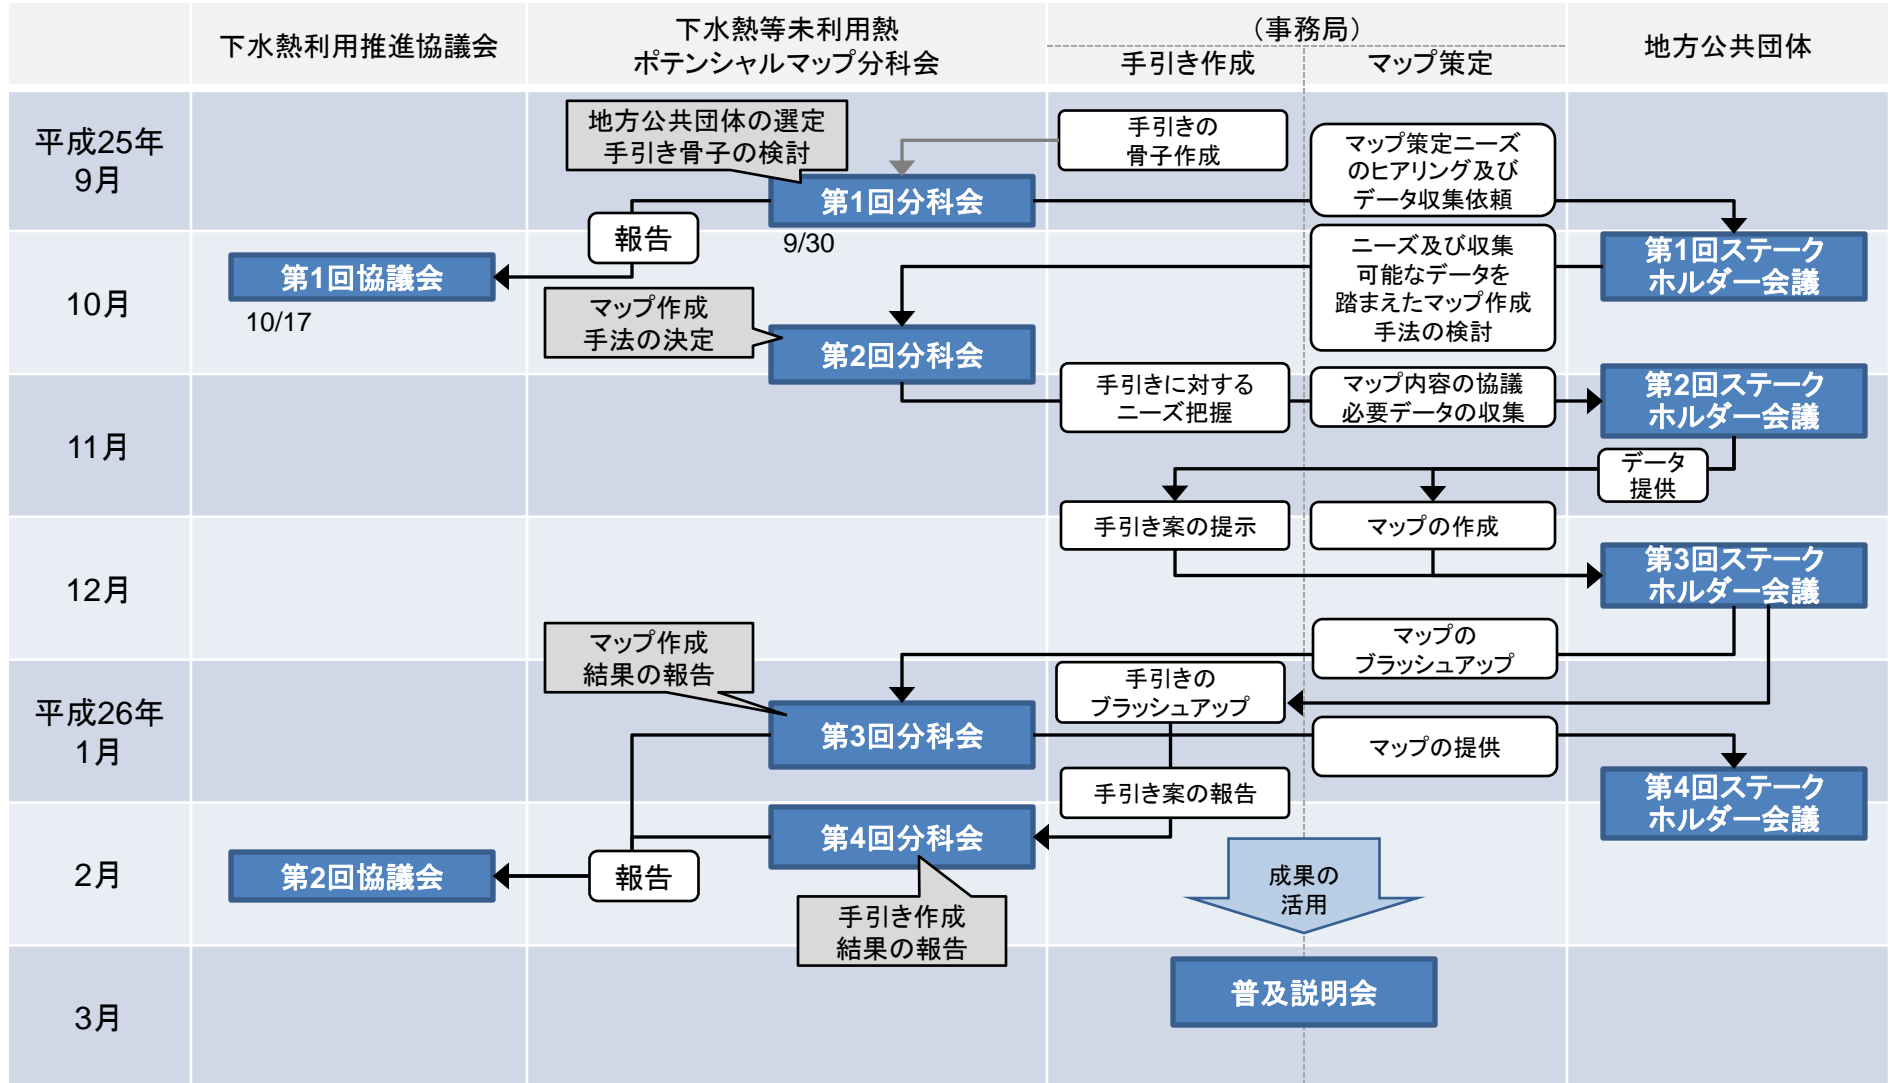 下水熱利用推進協議会
下水熱等未利用熱
ポテンシャルマップ分科会
（事務局）
手引き作成
マップ策定
地方公共団体
平成25年
9月
地方公共団体の選定
手引き骨子の検討
手引きの
骨子作成
マップ策定ニーズ
のヒアリング及び
データ収集依頼
第1回分科会
9/30
報告
10月
第1回協議会
10/17
ニーズ及び収集
可能なデータを
踏まえたマップ作成
手法の検討
第1回ステーク
ホルダー会議
マップ作成
手法の決定
第2回分科会
11月
手引きに対する
ニーズ把握
マップ内容の協議
必要データの収集
第2回ステーク
ホルダー会議
データ
提供
手引き案の提示
マップの作成
12月
第3回ステーク
ホルダー会議
マップ作成
結果の報告
マップの
ブラッシュアップ
平成26年
1月
手引きの
ブラッシュアップ
第3回分科会
マップの提供
手引き案の報告
第4回ステーク
ホルダー会議
2月
第4回分科会
第2回協議会
報告
手引き作成
結果の報告
成果の
活用
3月
普及説明会